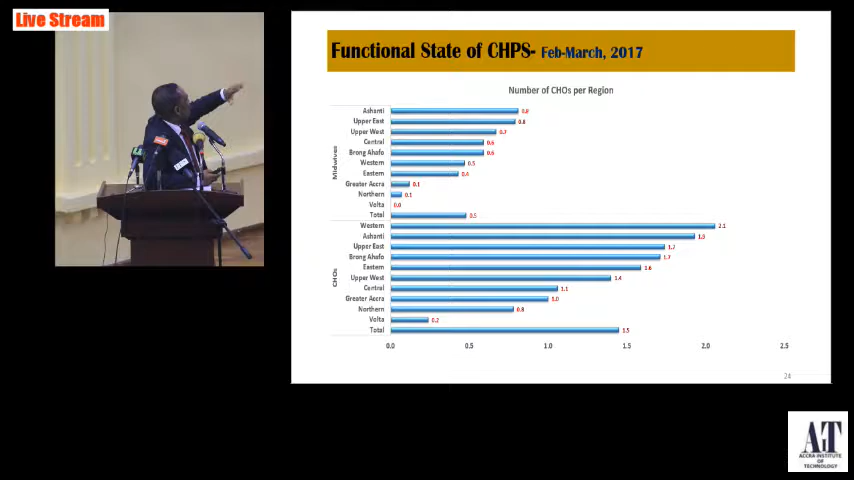 Live Stream
Functional State of CHPS- Feb-March, 2017
Number of CHOs per Region
Midwives
Ashanti 0.8
Upper East 0.8
Upper West 0.7
Central 0.6
Brong Ahafo 0.6
Western 0.5
Eastern 0.4
Greater Accra 0.1
Northern 0.1
Volta 0.0
Total 0.5
CHOs
Western 2.1
Ashanti 1.9
Upper East 1.7
Brong Ahafo 1.7
Eastern 1.6
Upper West 1.4
Central 1.1
Greater Accra 1.0
Northern 0.8
Volta 0.2
Total 1.5
0.0 0.5 1.0 1.5 2.0 2.5
24
AiT
ACCRA INSTITUTE
OF
TECHNOLOGY